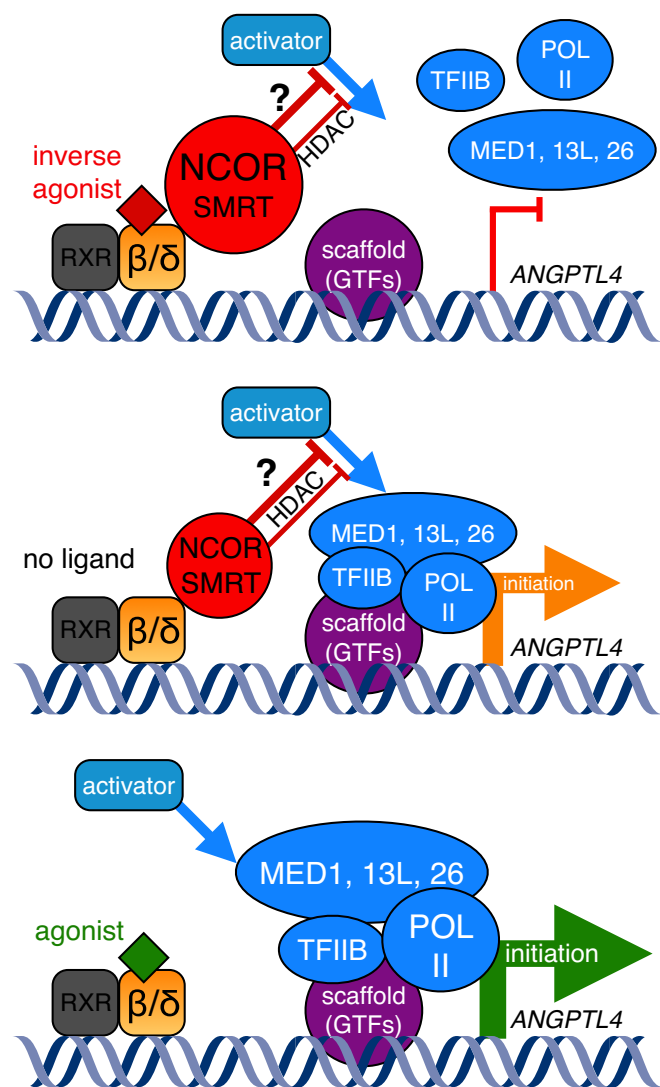 activator
POL
II
TFIIB
?
HDAC
MED1, 13L, 26
inverse
agonist
NCOR
SMRT
RXR
β/δ
scaffold
(GTFs)
ANGPTL4
activator
?
HDAC
MED1, 13L, 26
no ligand
NCOR
SMRT
TFIIB
POL
II
initiation
RXR
β/δ
scaffold
(GTFs)
ANGPTL4
activator
MED1, 13L, 26
agonist
TFIIB
POL
II
initiation
RXR
β/δ
scaffold
(GTFs)
ANGPTL4